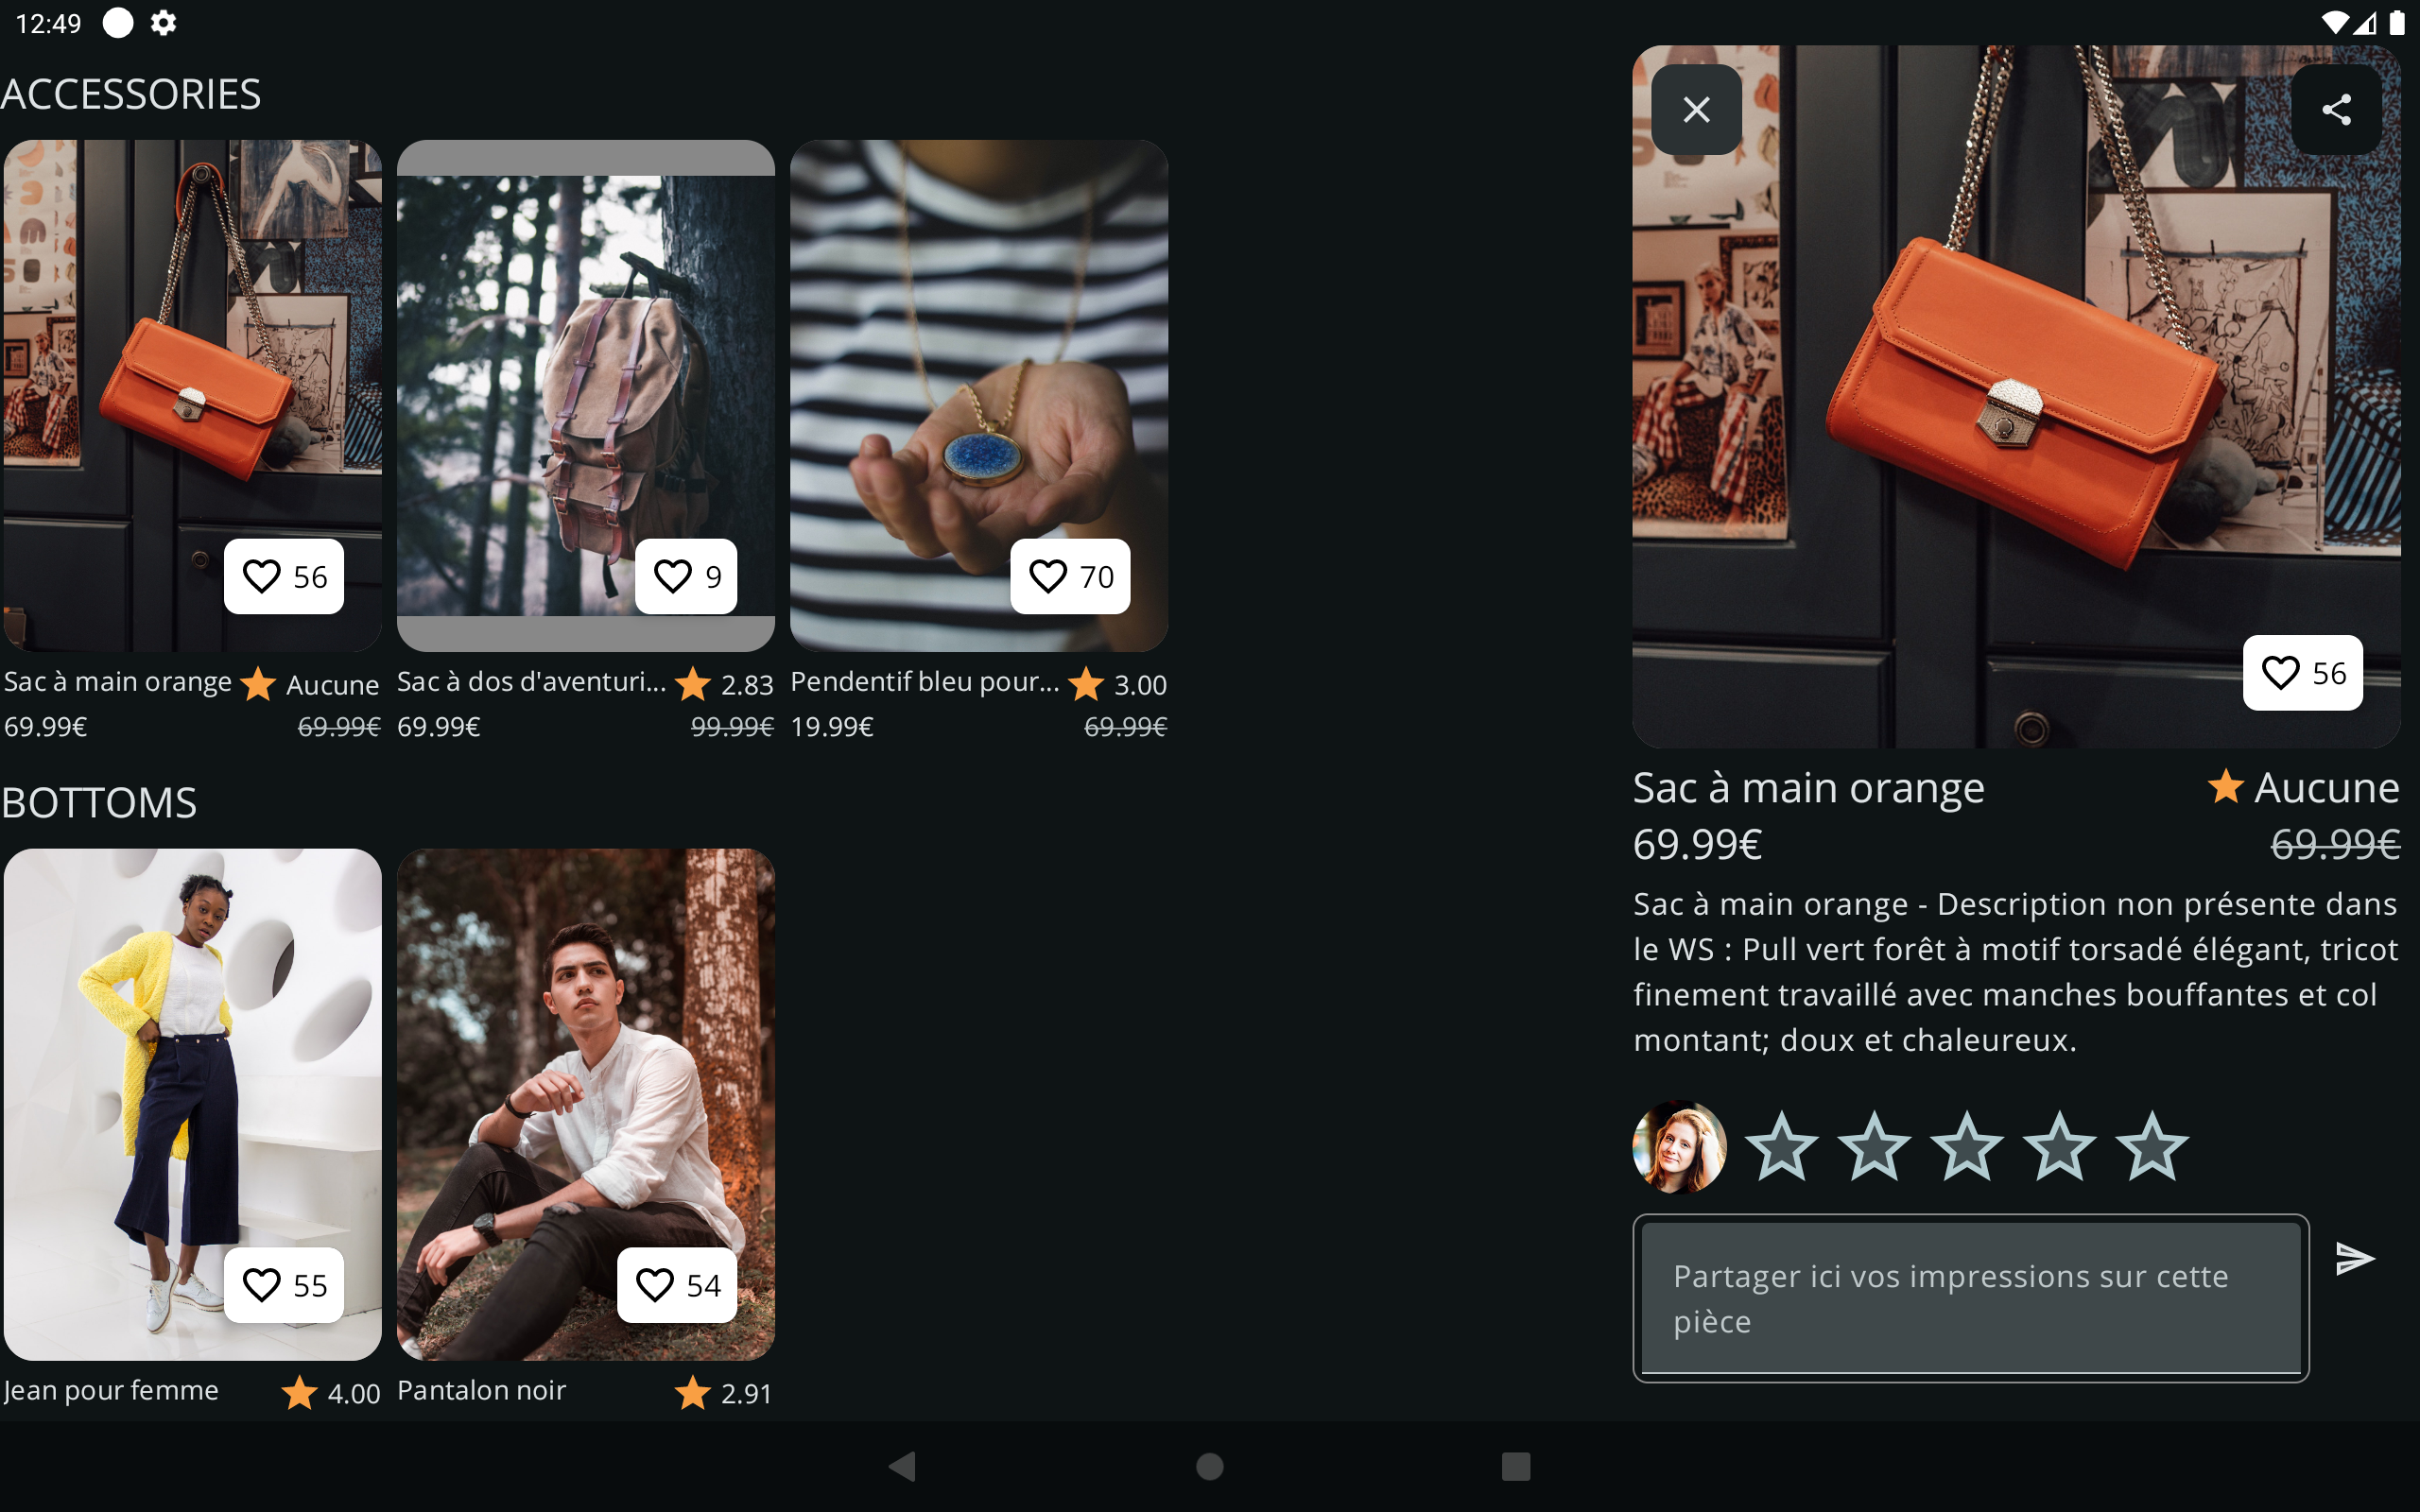 12:49
ACCESSORIES
56
9
70
Sac à main orange Aucune
69.99€ 69.99€
Sac à dos d'aventuri... 2.83
69.99€ 99.99€
Pendentif bleu pour... 3.00
19.99€ 69.99€
BOTTOMS
55
54
Jean pour femme 4.00
Pantalon noir 2.91
56
Sac à main orange Aucune
69.99€ 69.99€
Sac à main orange - Description non présente dans
le WS : Pull vert forêt à motif torsadé élégant, tricot
finement travaillé avec manches bouffantes et col
montant; doux et chaleureux.
Partager ici vos impressions sur cette
pièce